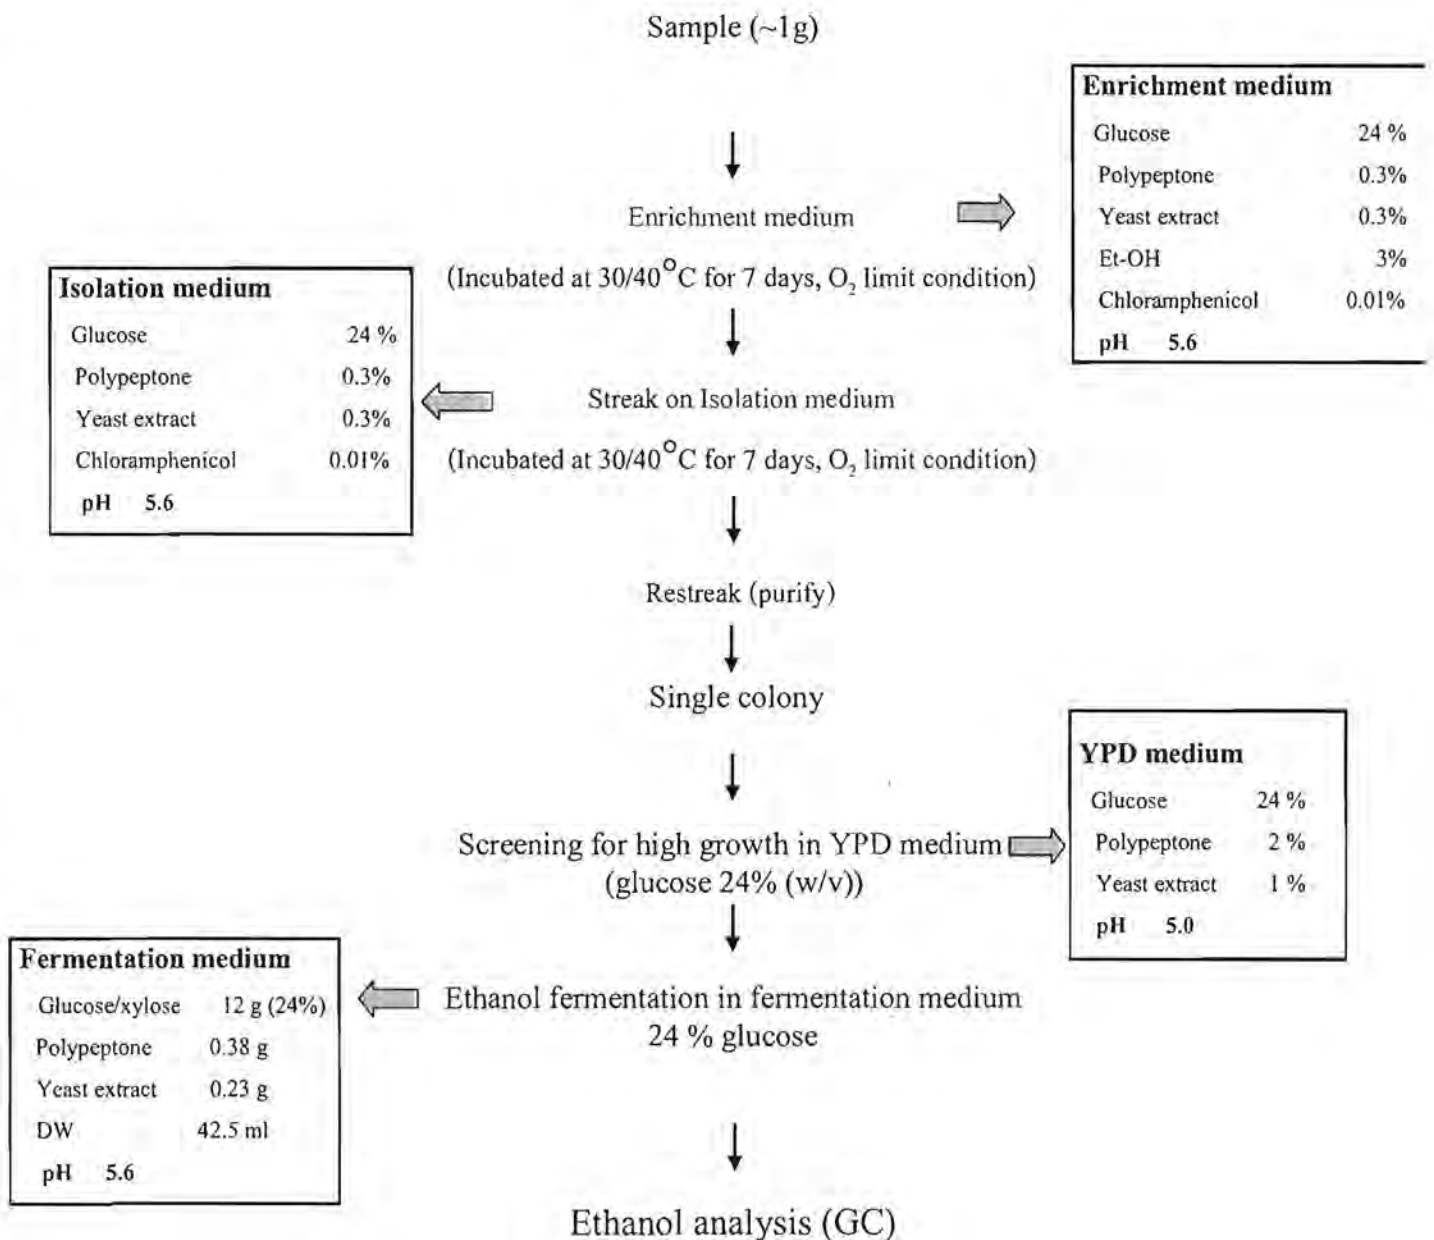 Sample (~1g)
Enrichment medium
Glucose 24 %
Polypeptone 0.3%
Yeast extract 0.3%
Et-OH 3%
Chloramphenicol 0.01%
pH 5.6
Enrichment medium
(Incubated at 30/40°C for 7 days, O₂ limit condition)
Isolation medium
Glucose 24 %
Polypeptone 0.3%
Yeast extract 0.3%
Chloramphenicol 0.01%
pH 5.6
Streak on Isolation medium
(Incubated at 30/40°C for 7 days, O₂ limit condition)
Restreak (purify)
Single colony
YPD medium
Glucose 24 %
Polypeptone 2 %
Yeast extract 1 %
pH 5.0
Screening for high growth in YPD medium
(glucose 24% (w/v))
Fermentation medium
Glucose/xylose 12 g (24%)
Polypeptone 0.38 g
Yeast extract 0.23 g
DW 42.5 ml
pH 5.6
Ethanol fermentation in fermentation medium
24 % glucose
Ethanol analysis (GC)